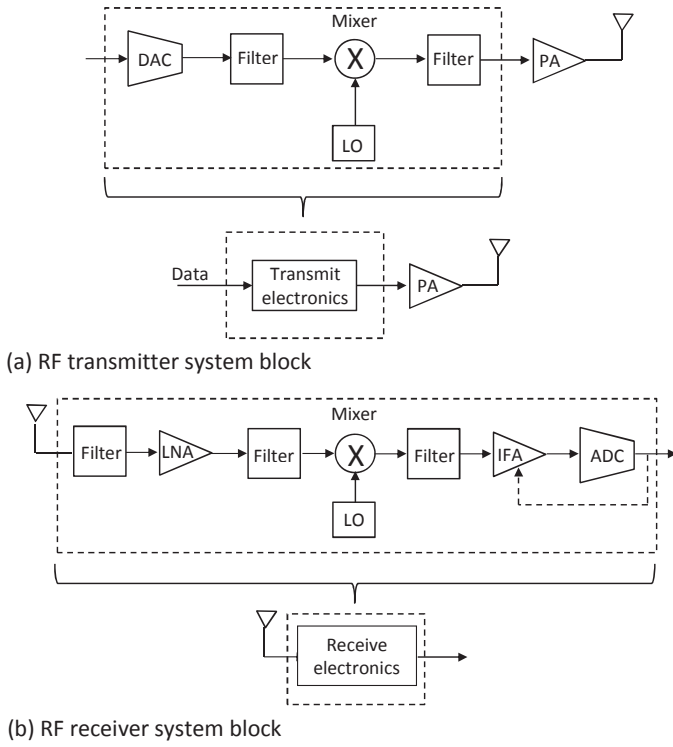 Mixer
DAC
Filter
X
Filter
PA
LO
Data
Transmit
electronics
PA
(a) RF transmitter system block
Mixer
Filter
LNA
Filter
X
Filter
IFA
ADC
LO
Receive
electronics
(b) RF receiver system block